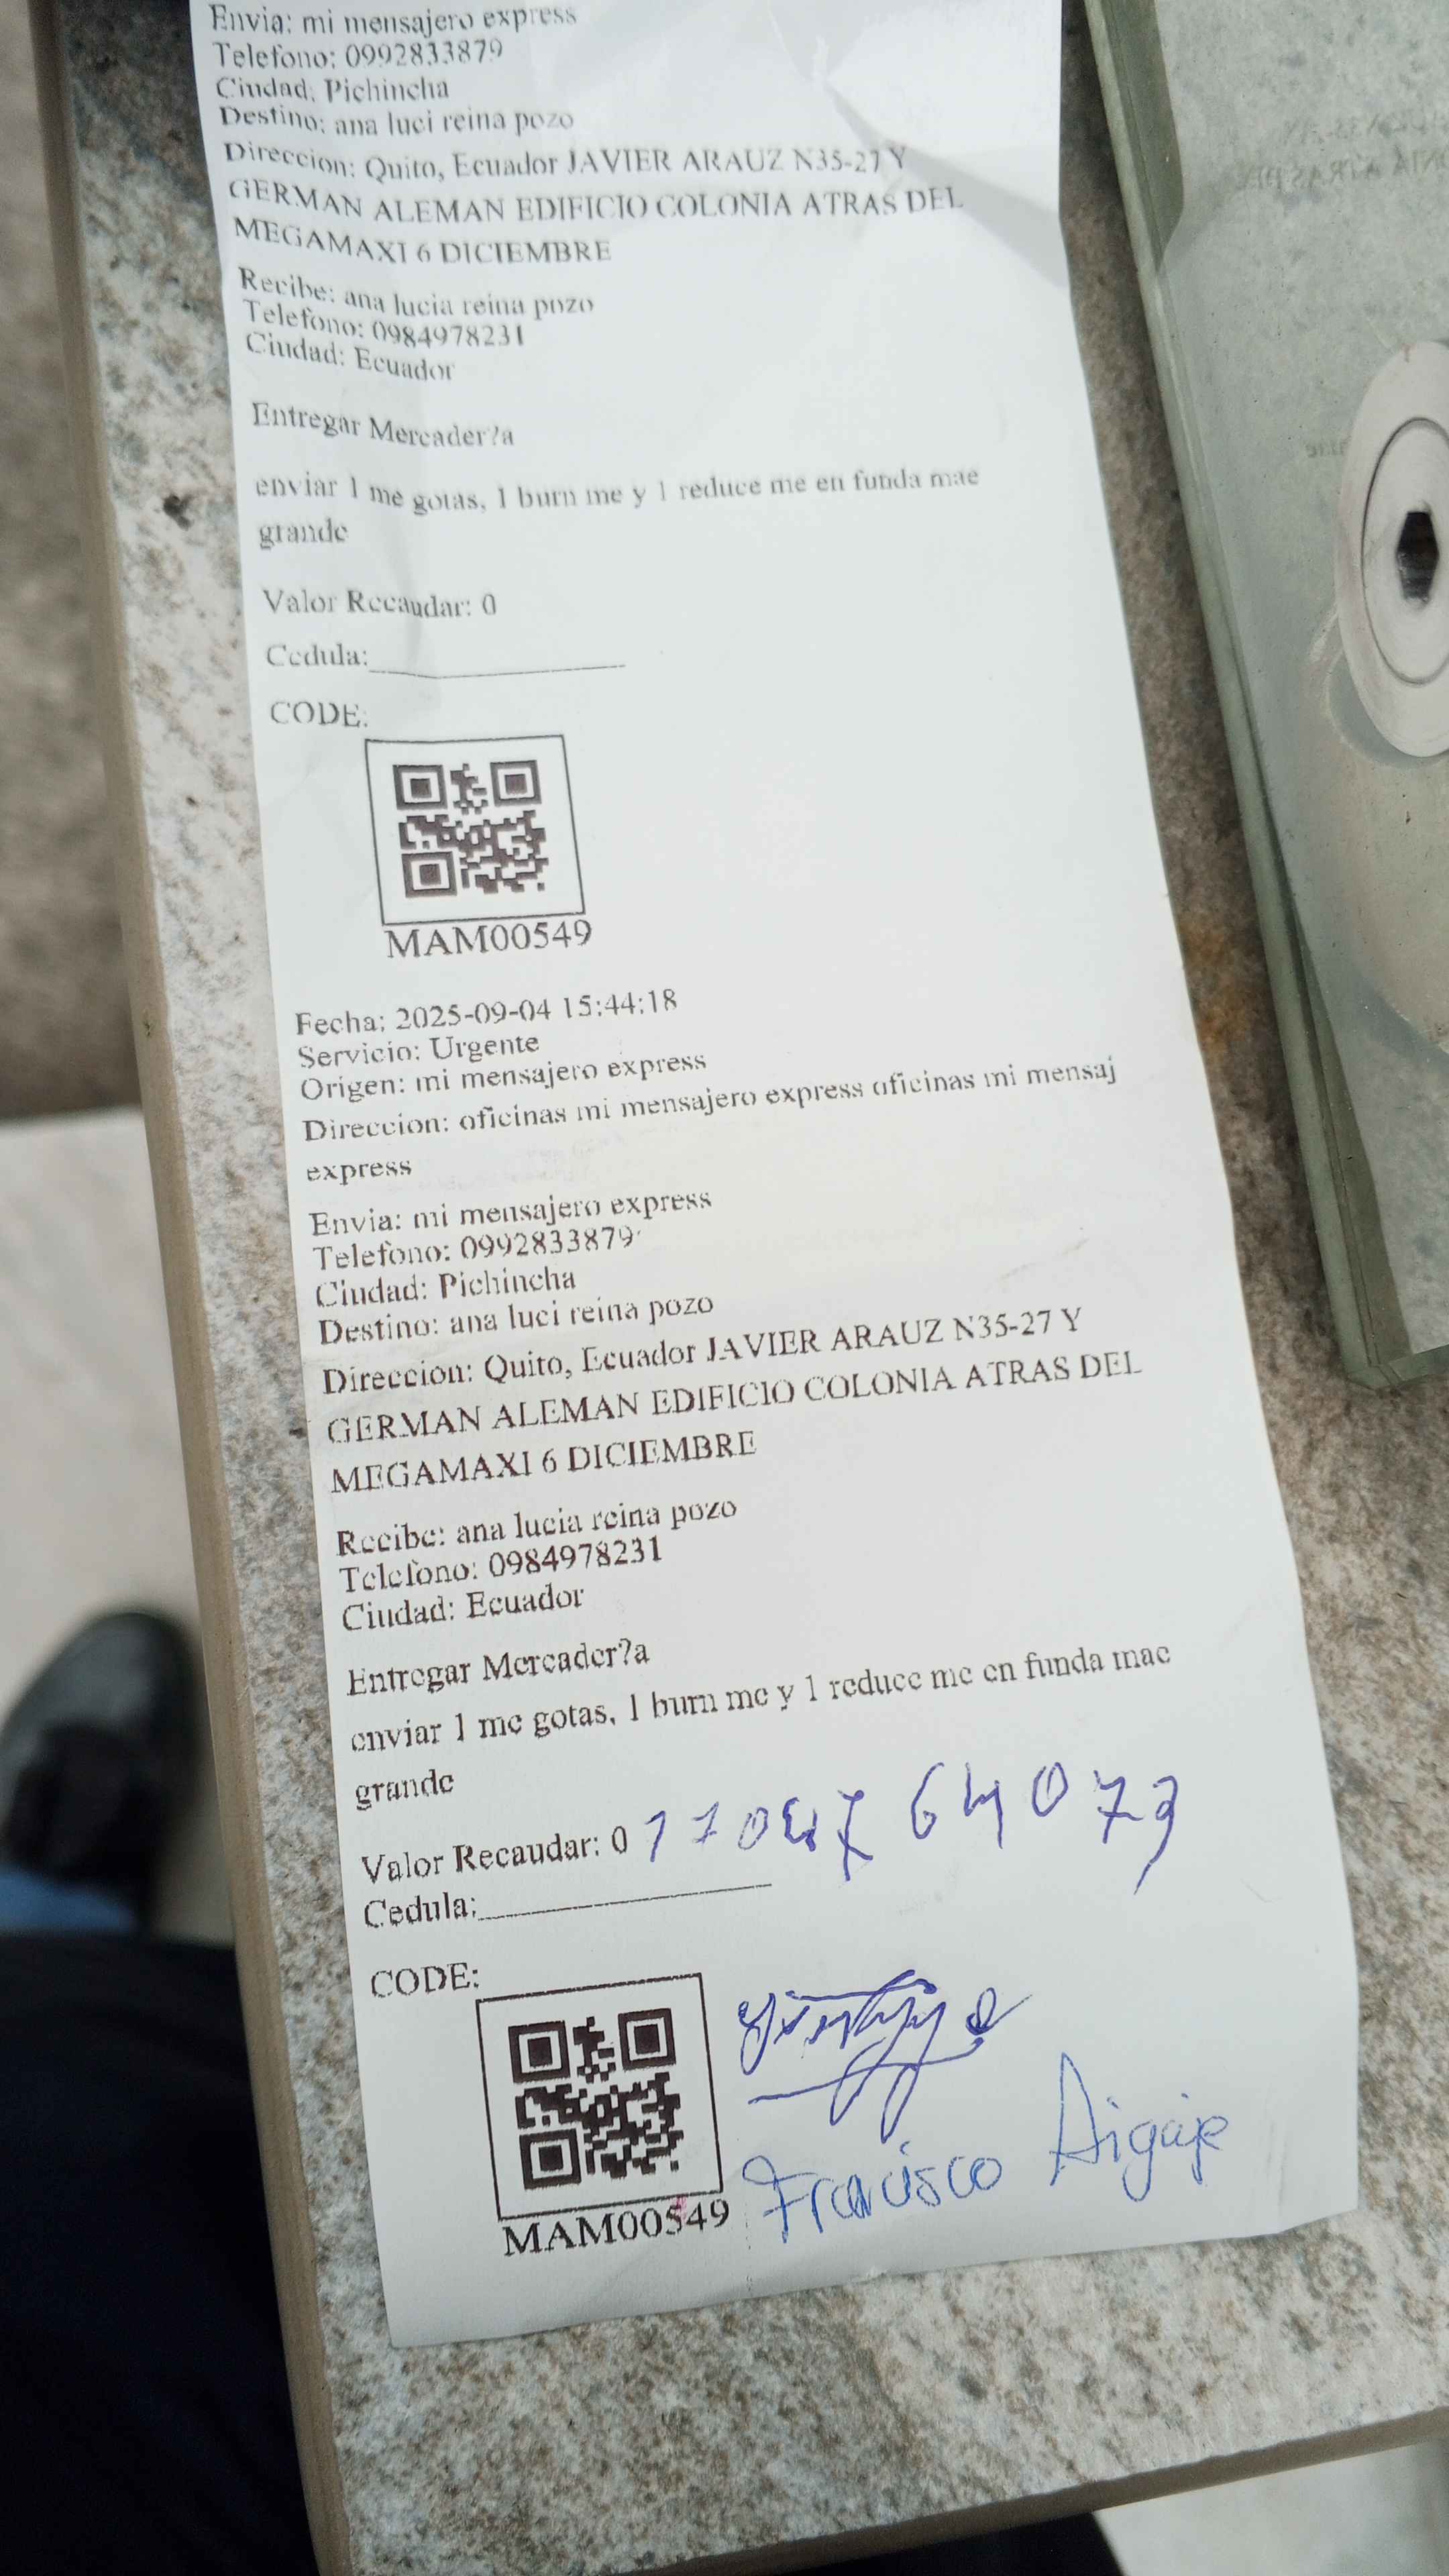 Envia: mi mensajero express
Telefono: 0992833879
Ciudad: Pichincha
Destino: ana luci reina pozo
Direccion: Quito, Ecuador JAVIER ARAUZ N35-27 Y
GERMAN ALEMAN EDIFICIO COLONIA ATRAS DEL
MEGAMAXI 6 DICIEMBRE
Recibe: ana lucia reina pozo
Telefono: 0984978231
Ciudad: Ecuador
Entregar Mercader?a
enviar 1 me gotas, 1 burn me y 1 reduce me en funda mae
grande
Valor Recaudar: 0
Cedula:
CODE:
MAM00549
Fecha: 2025-09-04 15:44:18
Servicio: Urgente
Origen: mi mensajero express
Direccion: oficinas mi mensajero express oficinas mi mensaj
express
Envia: mi mensajero express
Telefono: 0992833879
Ciudad: Pichincha
Destino: ana luci reina pozo
Direccion: Quito, Ecuador JAVIER ARAUZ N35-27 Y
GERMAN ALEMAN EDIFICIO COLONIA ATRAS DEL
MEGAMAXI 6 DICIEMBRE
Recibe: ana lucia reina pozo
Telefono: 0984978231
Ciudad: Ecuador
Entregar Mercader?a
enviar 1 me gotas, 1 burn me y 1 reduce me en funda mae
grande
Valor Recaudar: 0
Cedula:
CODE:
Francisco
MAM00549